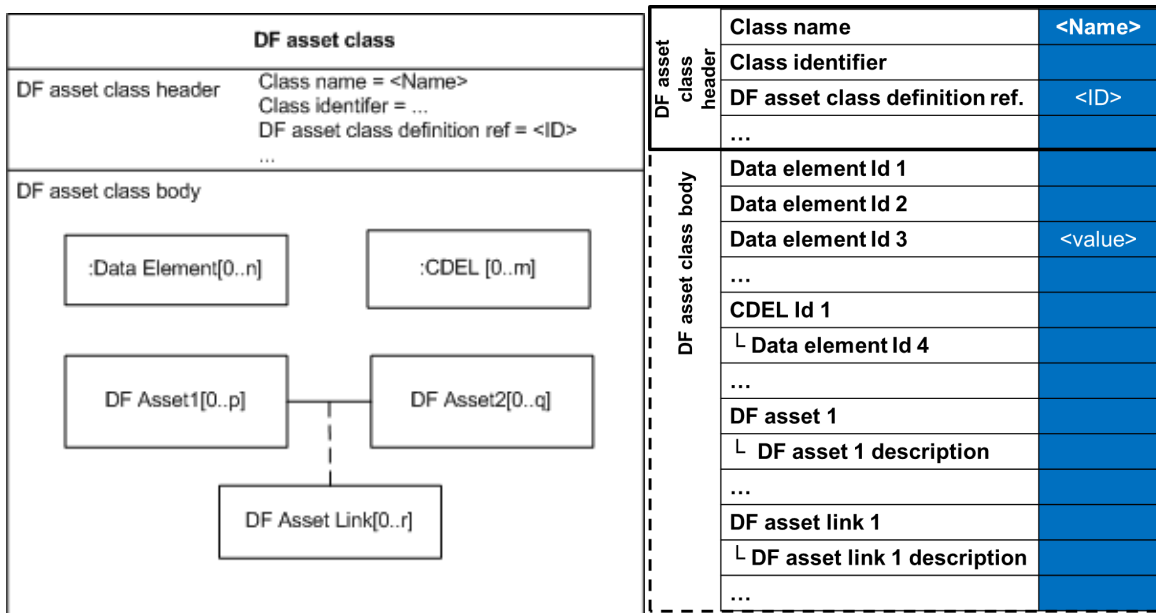 DF asset class
DF asset class header
Class name = <Name>
Class identifer = ...
DF asset class definition ref = <ID>
...
DF asset class body
:Data Element[0..n]
:CDEL [0..m]
DF Asset1[0..p]
DF Asset2[0..q]
DF Asset Link[0..r]
DF asset
class
header
Class name <Name>
Class identifier
DF asset class definition ref. <ID>
...
DF asset class body
Data element Id 1
Data element Id 2
Data element Id 3 <value>
...
CDEL Id 1
└ Data element Id 4
...
DF asset 1
└ DF asset 1 description
...
DF asset link 1
└ DF asset link 1 description
...